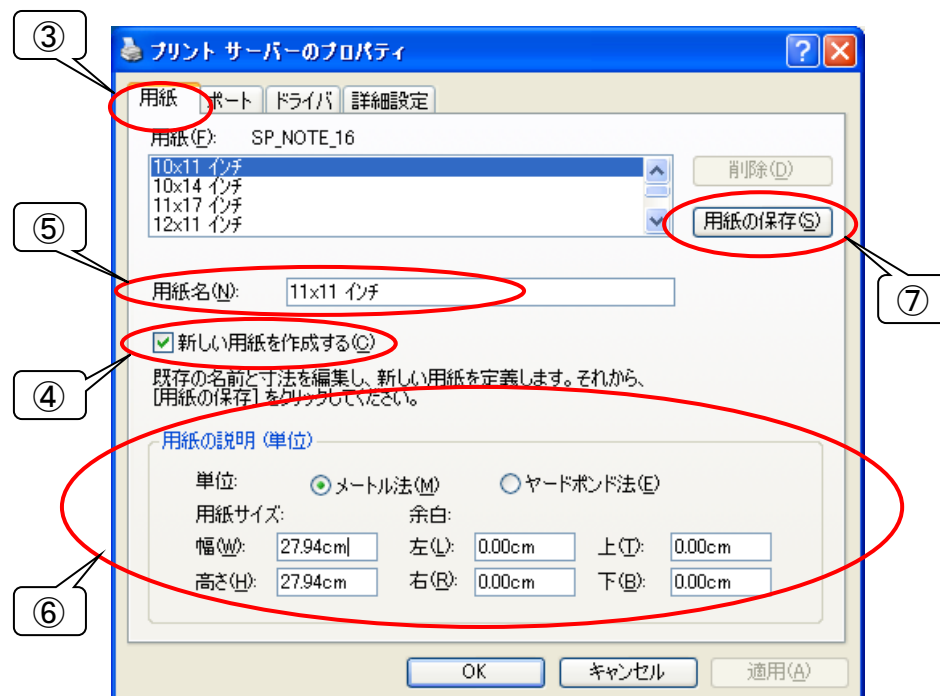 ③
プリント サーバーのプロパティ
用紙 ポート ドライバ 詳細設定
用紙(F): SP_NOTE_16
10x11 インチ
10x14 インチ
11x17 インチ
12x11 インチ
削除(D)
用紙の保存(S)
⑤
⑦
用紙名(N): 11x11 インチ
新しい用紙を作成する(C)
④
既存の名前と寸法を編集し、新しい用紙を定義します。それから、
[用紙の保存] をクリックしてください。
用紙の説明 (単位)
単位: メートル法(M) ヤードポンド法(E)
用紙サイズ: 余白:
幅(W): 27.94cm 左(L): 0.00cm 上(T): 0.00cm
高さ(H): 27.94cm 右(R): 0.00cm 下(B): 0.00cm
⑥
OK キャンセル 適用(A)